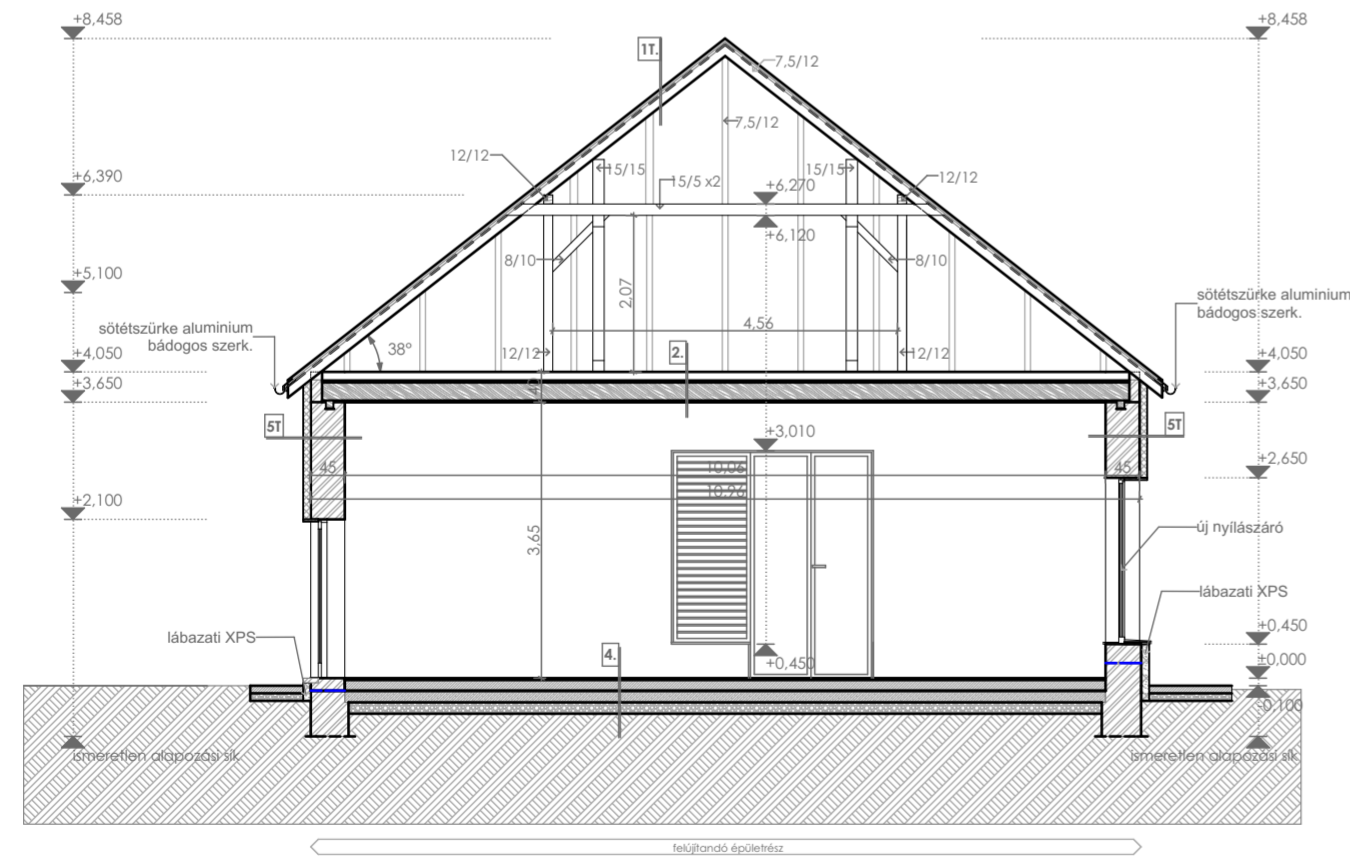 +8,458
+8,458
1T.
7,5/12
7,5/12
12/12
15/15
15/5 x2
15/15
12/12
+6,390
+6,270
+6,120
8/10
8/10
+5,100
2,07
sötétszürke aluminium
bádogos szerk.
sötétszürke aluminium
bádogos szerk.
4,56
38°
12/12
2.
12/12
+4,050
+4,050
+3,650
+3,650
40
5T
5T
+3,010
45
10,06
45
+2,650
10,96
+2,100
3,65
új nyílászáró
lábazati XPS
lábazati XPS
+0,450
4.
+0,450
+0,000
-0,100
ismeretlen alapozási sík
ismeretlen alapozási sík
felújítandó épületrész